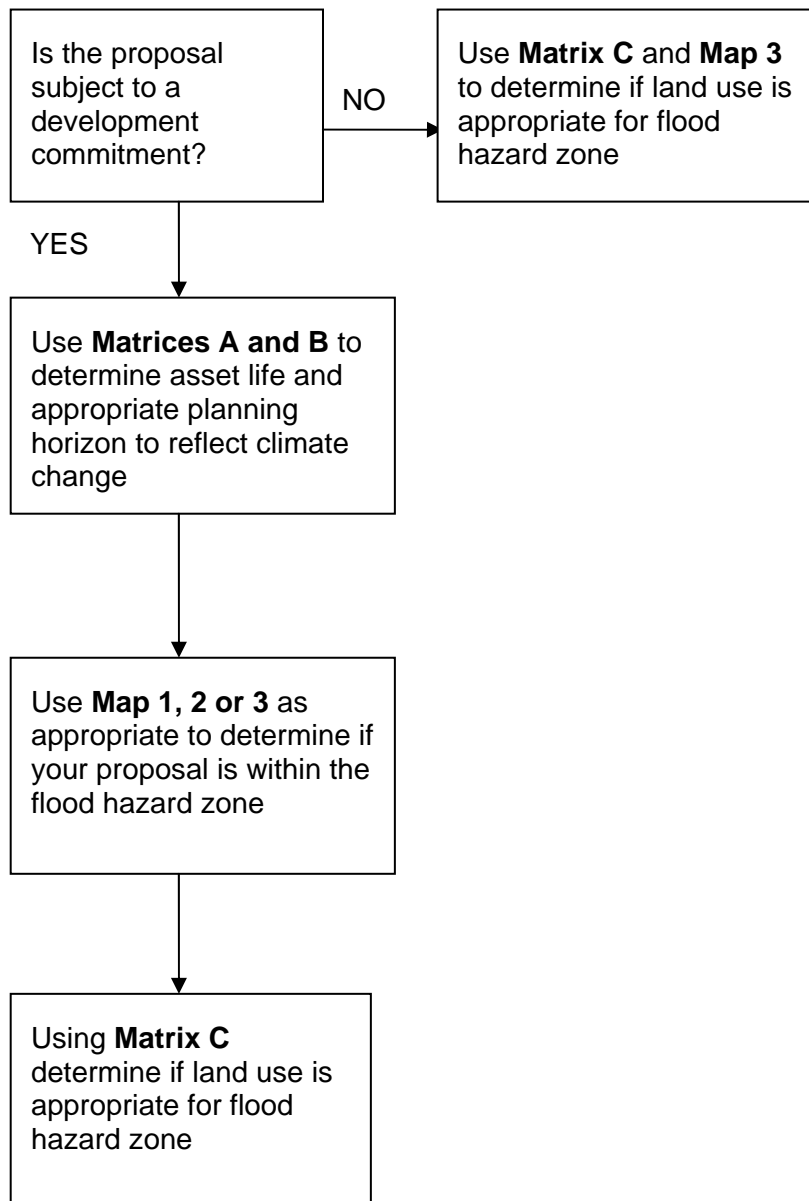 Is the proposal
subject to a
development
commitment?
NO
Use Matrix C and Map 3
to determine if land use is
appropriate for flood
hazard zone
YES
Use Matrices A and B to
determine asset life and
appropriate planning
horizon to reflect climate
change
Use Map 1, 2 or 3 as
appropriate to determine if
your proposal is within the
flood hazard zone
Using Matrix C
determine if land use is
appropriate for flood
hazard zone